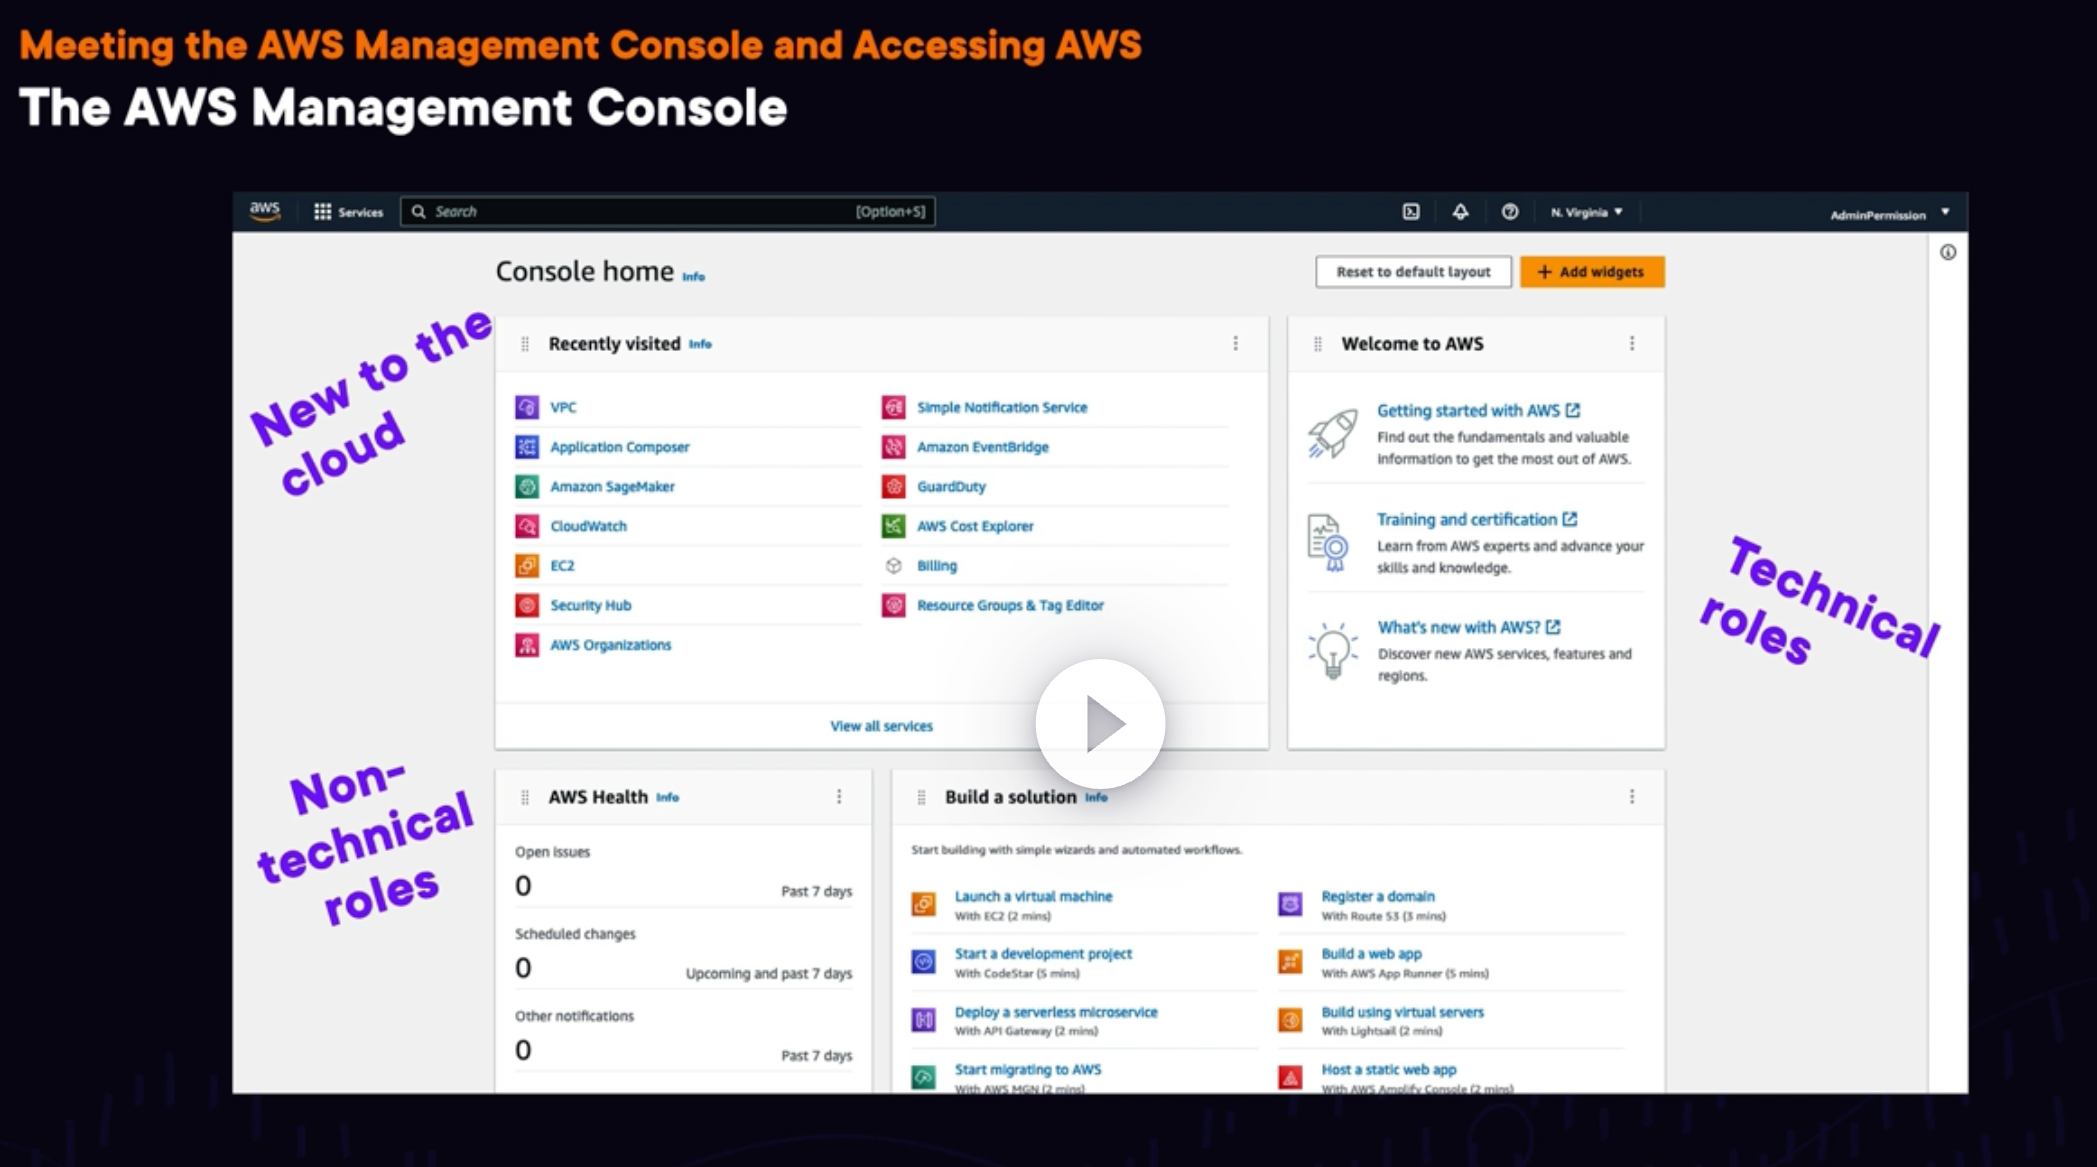 Meeting the AWS Management Console and Accessing AWS
The AWS Management Console
aws
Services
Search
[Option+S]
N. Virginia
AdminPermission
Console home Info
Reset to default layout
+ Add widgets
New to the
cloud
Recently visited Info
VPC
Application Composer
Amazon SageMaker
CloudWatch
EC2
Security Hub
AWS Organizations
Simple Notification Service
Amazon EventBridge
GuardDuty
AWS Cost Explorer
Billing
Resource Groups & Tag Editor
View all services
Welcome to AWS
Getting started with AWS
Find out the fundamentals and valuable
information to get the most out of AWS.
Training and certification
Learn from AWS experts and advance your
skills and knowledge.
What's new with AWS?
Discover new AWS services, features and
regions.
Technical
roles
Non-
technical
roles
AWS Health Info
Open issues
0
Past 7 days
Scheduled changes
0
Upcoming and past 7 days
Other notifications
0
Past 7 days
Build a solution Info
Start building with simple wizards and automated workflows.
Launch a virtual machine
With EC2 (2 mins)
Start a development project
With CodeStar (5 mins)
Deploy a serverless microservice
With API Gateway (2 mins)
Start migrating to AWS
With AWS MGN (2 mins)
Register a domain
With Route 53 (3 mins)
Build a web app
With AWS App Runner (5 mins)
Build using virtual servers
With Lightsail (2 mins)
Host a static web app
With AWS Amplify Console (2 mins)